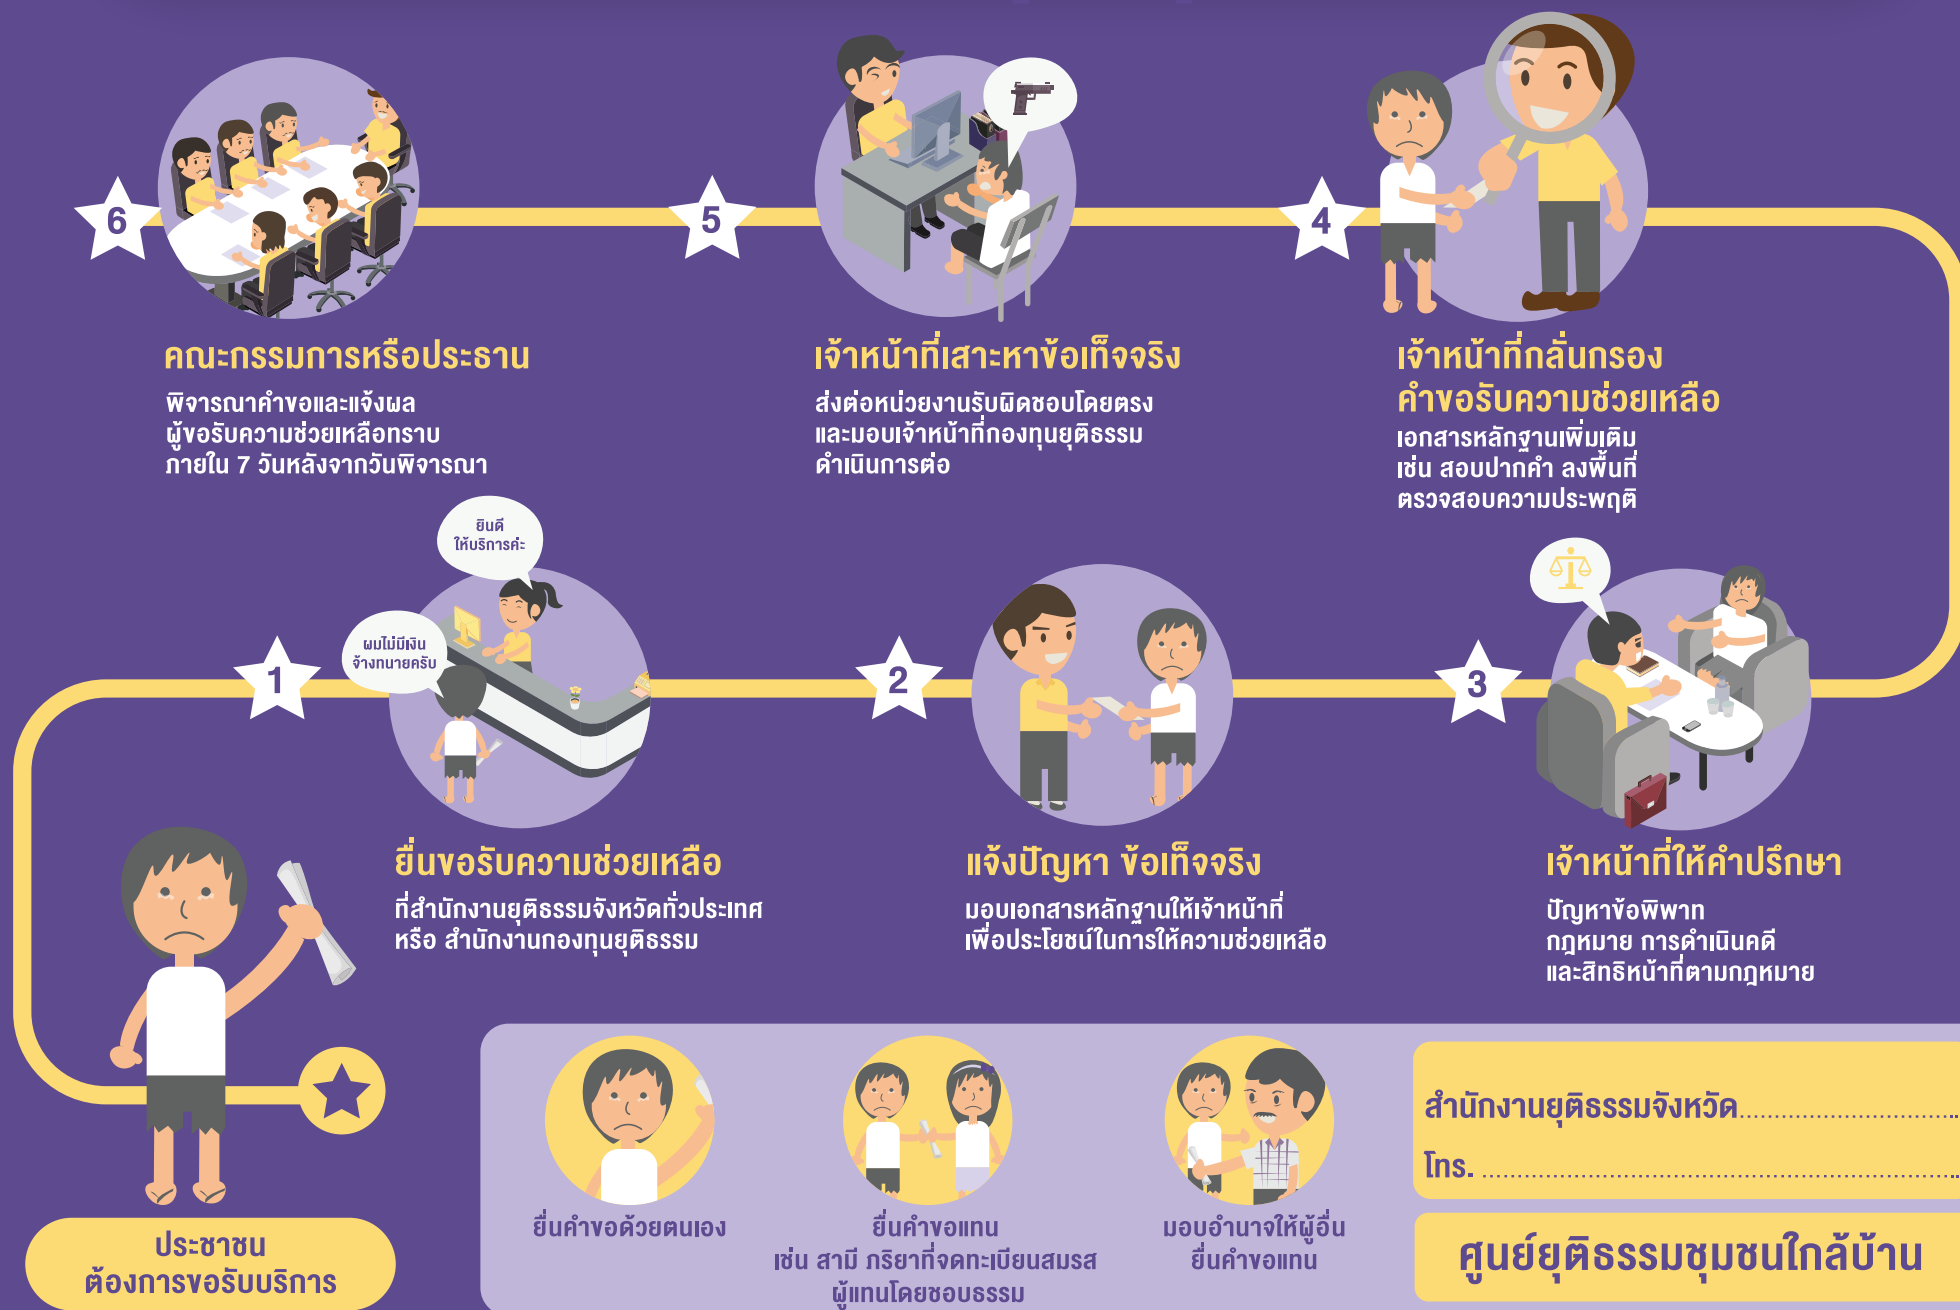 6
คณะกรรมการหรือประธาน
พิจารณาคำขอและแจ้งผล
ผู้ขอรับความช่วยเหลือทราบ
ภายใน 7 วันหลังจากวันพิจารณา
5
เจ้าหน้าที่เสาะหาข้อเท็จจริง
ส่งต่อหน่วยงานรับผิดชอบโดยตรง
และมอบเจ้าหน้าที่กองทุนยุติธรรม
ดำเนินการต่อ
4
เจ้าหน้าที่กลั่นกรอง
คำขอรับความช่วยเหลือ
เอกสารหลักฐานเพิ่มเติม
เช่น สอบปากคำ ลงพื้นที่
ตรวจสอบความประพฤติ
1
ยินดี
ให้บริการค่ะ
ผมไม่มีเงิน
จ้างทนายครับ
ยื่นขอรับความช่วยเหลือ
ที่สำนักงานยุติธรรมจังหวัดทั่วประเทศ
หรือ สำนักงานกองทุนยุติธรรม
2
แจ้งปัญหา ข้อเท็จจริง
มอบเอกสารหลักฐานให้เจ้าหน้าที่
เพื่อประโยชน์ในการให้ความช่วยเหลือ
3
เจ้าหน้าที่ให้คำปรึกษา
ปัญหาข้อพิพาท
กฎหมาย การดำเนินคดี
และสิทธิหน้าที่ตามกฎหมาย
ประชาชน
ต้องการขอรับบริการ
ยื่นคำขอด้วยตนเอง
ยื่นคำขอแทน
เช่น สามี ภริยาที่จดทะเบียนสมรส
ผู้แทนโดยชอบธรรม
มอบอำนาจให้ผู้อื่น
ยื่นคำขอแทน
สำนักงานยุติธรรมจังหวัด..............................
โทร. ..................................................................
ศูนย์ยุติธรรมชุมชนใกล้บ้าน